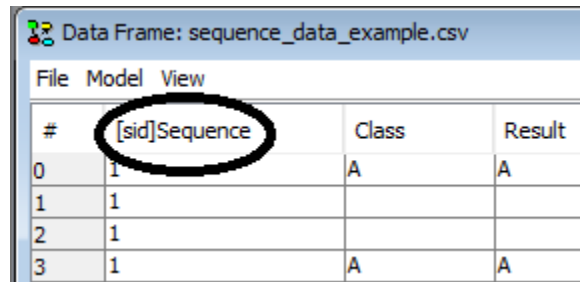 Data Frame: sequence_data_example.csv
File Model View
# [sid]Sequence Class Result
0 1 A A
1 1
2 1
3 1 A A